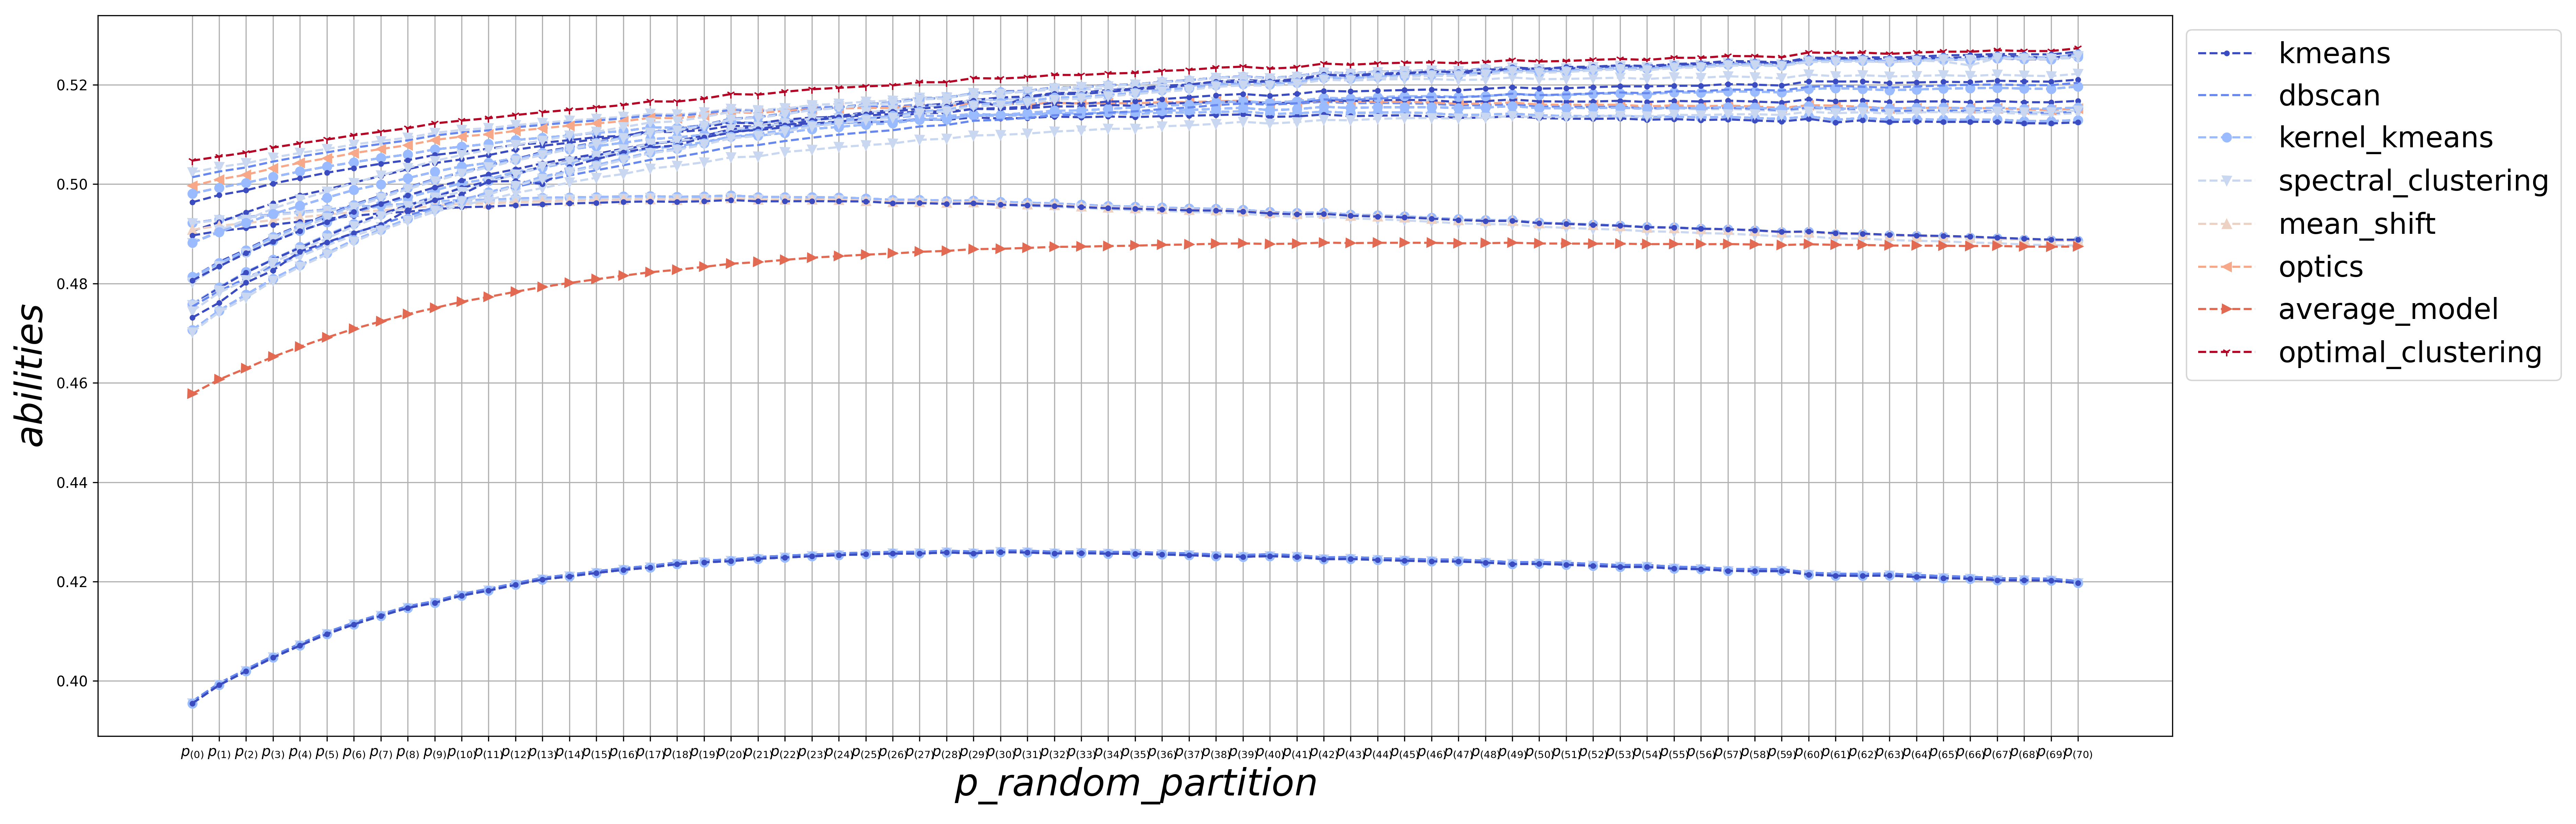 0.52
0.50
0.48
0.46
0.44
0.42
0.40
abilities
p(0) p(1) p(2) p(3) p(4) p(5) p(6) p(7) p(8) p(9) p(10) p(11) p(12) p(13) p(14) p(15) p(16) p(17) p(18) p(19) p(20) p(21) p(22) p(23) p(24) p(25) p(26) p(27) p(28) p(29) p(30) p(31) p(32) p(33) p(34) p(35) p(36) p(37) p(38) p(39) p(40) p(41) p(42) p(43) p(44) p(45) p(46) p(47) p(48) p(49) p(50) p(51) p(52) p(53) p(54) p(55) p(56) p(57) p(58) p(59) p(60) p(61) p(62) p(63) p(64) p(65) p(66) p(67) p(68) p(69) p(70)
p_random_partition
kmeans
dbscan
kernel_kmeans
spectral_clustering
mean_shift
optics
average_model
optimal_clustering